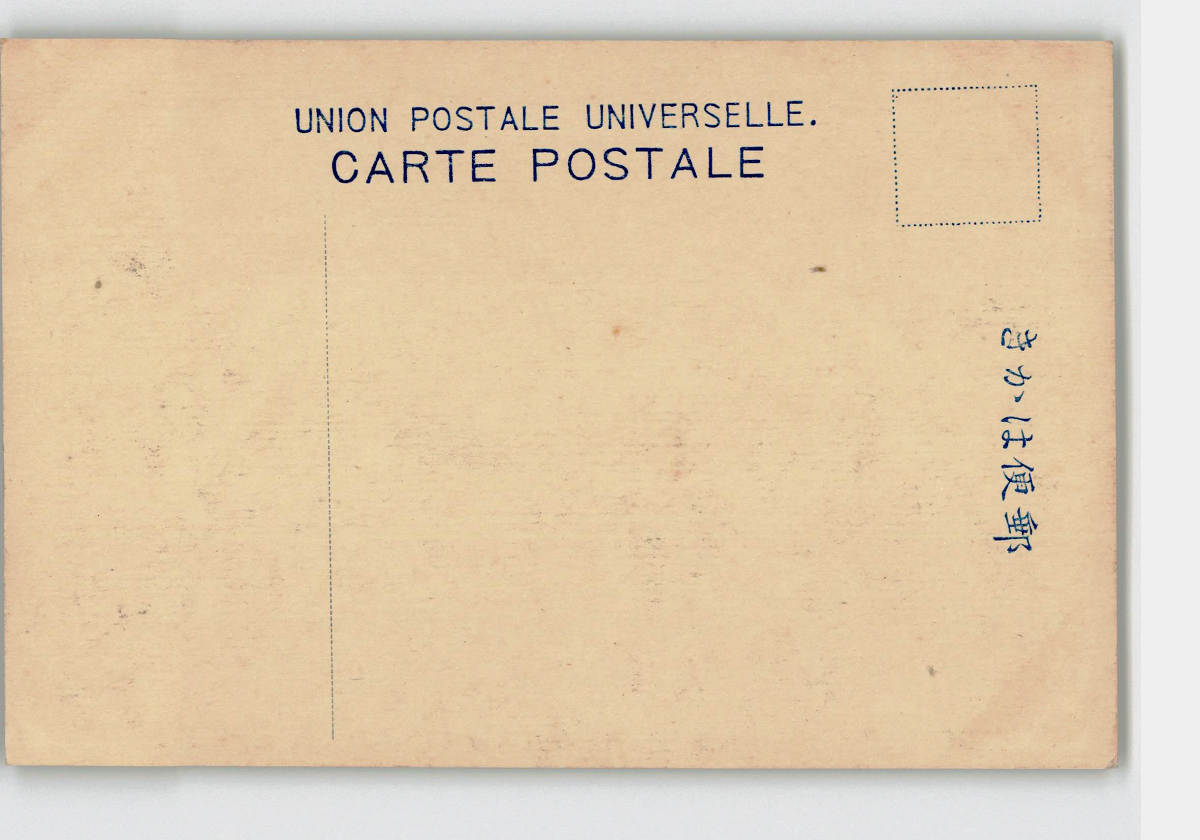 UNION POSTALE UNIVERSELLE.
CARTE POSTALE
郵便はかき